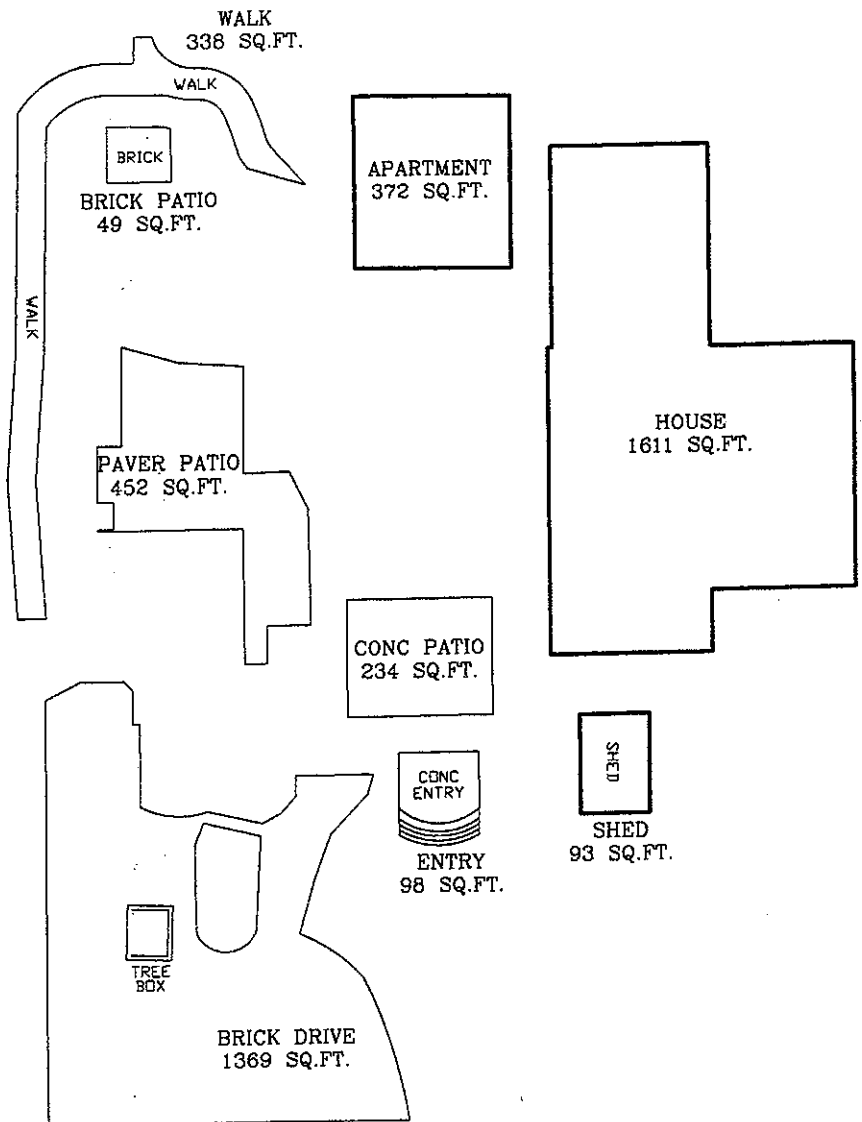 WALK
338 SQ.FT.
WALK
BRICK
BRICK PATIO
49 SQ.FT.
APARTMENT
372 SQ.FT.
WALK
HOUSE
1611 SQ.FT.
PAVER PATIO
452 SQ.FT.
CONC PATIO
234 SQ.FT.
CONC
ENTRY
ENTRY
98 SQ.FT.
SHED
SHED
93 SQ.FT.
TREE
BOX
BRICK DRIVE
1369 SQ.FT.